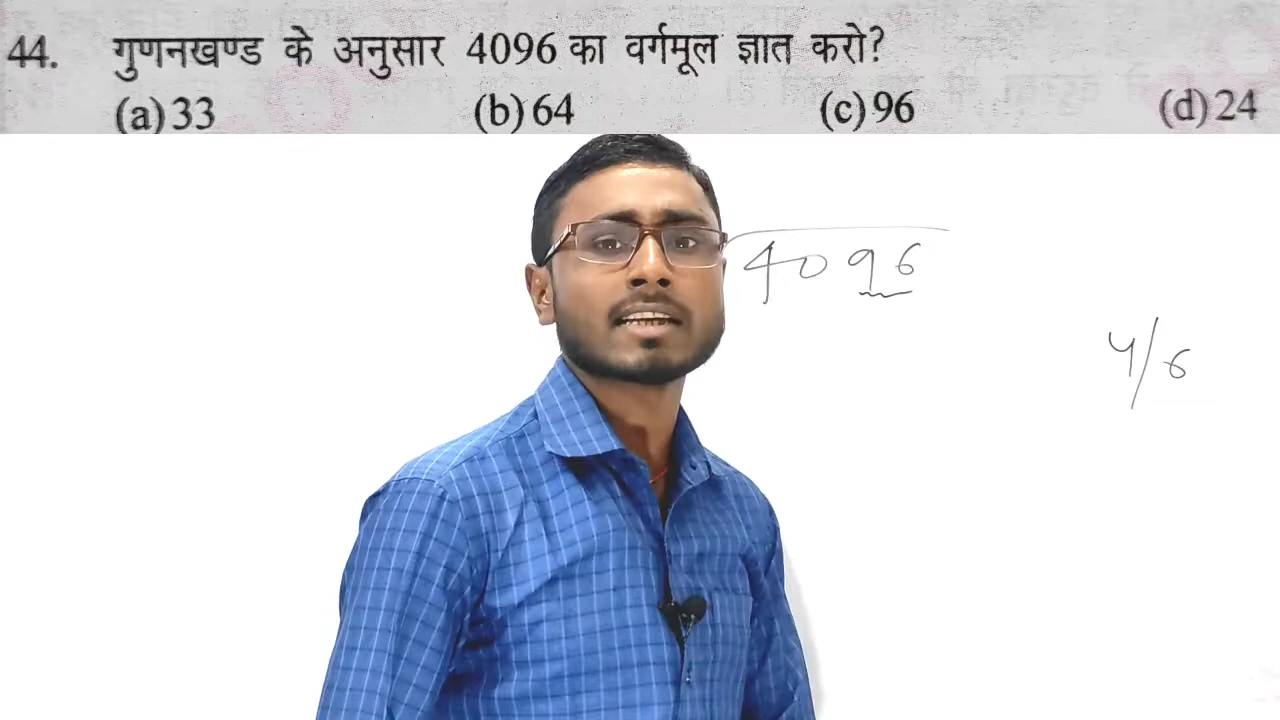 44. गुणनखण्ड के अनुसार 4096 का वर्गमूल ज्ञात करो?
(a) 33 (b) 64 (c) 96 (d) 24
4096
4/6